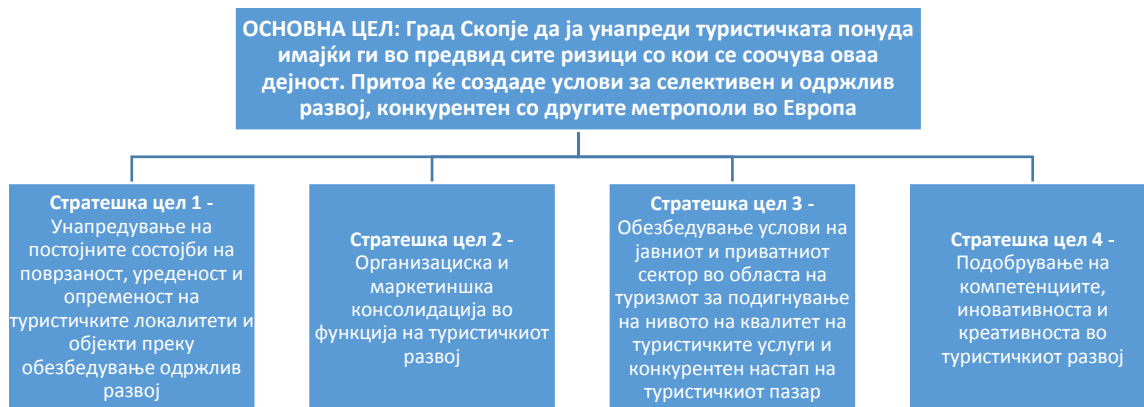 ОСНОВНА ЦЕЛ: Град Скопје да ја унапреди туристичката понуда
имајќи ги во предвид сите ризици со кои се соочува оваа
дејност. Притоа ќе создаде услови за селективен и одржлив
развој, конкурентен со другите метрополи во Европа
Стратешка цел 1 -
Унапредување на
постојните состојби на
поврзаност, уреденост и
опременост на
туристичките локалитети и
објекти преку
обезбедување одржлив
развој
Стратешка цел 2 -
Организациска и
маркетиншка
консолидација во
функција на туристичкиот
развој
Стратешка цел 3 -
Обезбедување услови на
јавниот и приватниот
сектор во областа на
туризмот за подигнување
на нивото на квалитет на
туристичките услуги и
конкурентен настап на
туристичкиот пазар
Стратешка цел 4 -
Подобрување на
компетенциите,
иновативноста и
креативноста во
туристичкиот развој